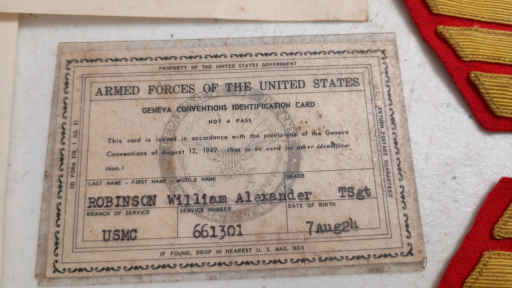 PROPERTY OF THE UNITED STATES GOVERNMENT
ARMED FORCES OF THE UNITED STATES
GENEVA CONVENTIONS IDENTIFICATION CARD
NOT A PASS
This card is issued in accordance with the provisions of the Geneva
Conventions of August 12, 1949.
LAST NAME - FIRST NAME - MIDDLE NAME GRADE
ROBINSON William Alexander TSgt
BRANCH OF SERVICE SERVICE NUMBER DATE OF BIRTH
USMC 661301 7Aug24
IF FOUND, DROP IN NEAREST U. S. MAIL BOX